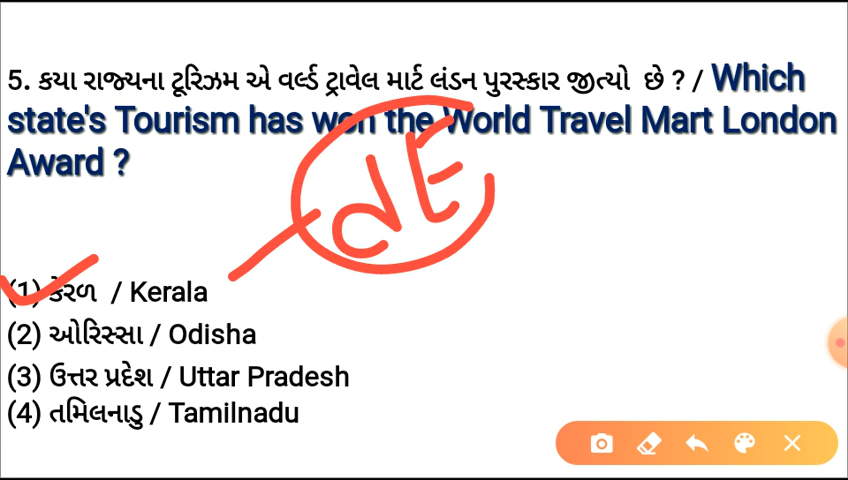 5. કયા રાજ્યના ટૂરિઝમ એ વર્લ્ડ ટ્રાવેલ માર્ટ લંડન પુરસ્કાર જીત્યો છે ? / Which
state's Tourism has won the World Travel Mart London
Award ?
(1) કેરળ / Kerala
(2) ઓરિસ્સા / Odisha
(3) ઉત્તર પ્રદેશ / Uttar Pradesh
(4) તમિલનાડુ / Tamilnadu